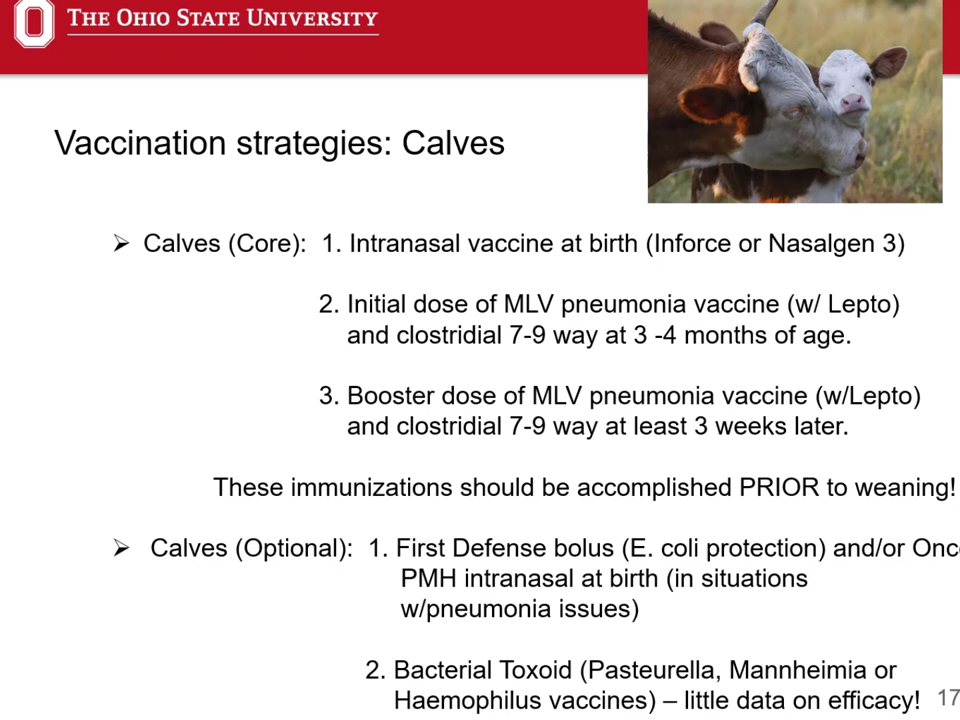 THE OHIO STATE UNIVERSITY
Vaccination strategies: Calves
➢ Calves (Core): 1. Intranasal vaccine at birth (Inforce or Nasalgen 3)
2. Initial dose of MLV pneumonia vaccine (w/ Lepto)
and clostridial 7-9 way at 3 -4 months of age.
3. Booster dose of MLV pneumonia vaccine (w/Lepto)
and clostridial 7-9 way at least 3 weeks later.
These immunizations should be accomplished PRIOR to weaning!
➢ Calves (Optional): 1. First Defense bolus (E. coli protection) and/or
PMH intranasal at birth (in situations
w/pneumonia issues)
2. Bacterial Toxoid (Pasteurella, Mannheimia or
Haemophilus vaccines) – little data on efficacy!
17